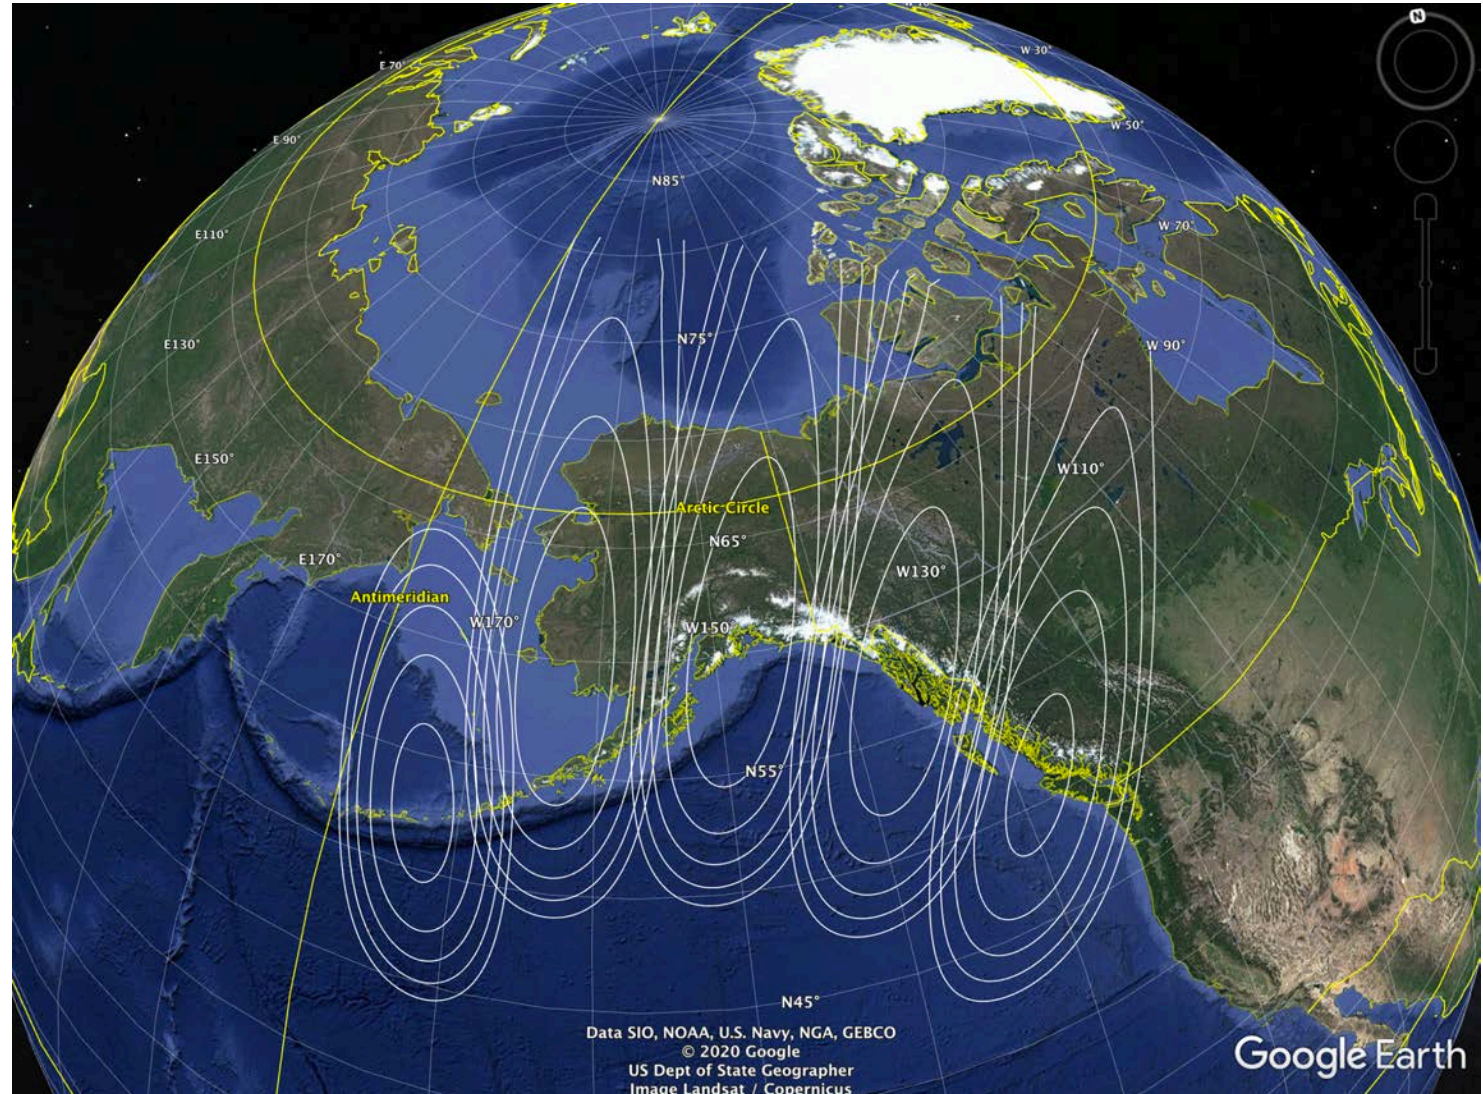 N
W 30°
E 70°
W 50°
E 90°
N85°
W 70°
E110°
E130°
N75°
W 90°
E150°
W110°
Arctic Circle
N65°
E170°
W130°
Antimeridian
W170°
W150
N55°
N45°
Data SIO, NOAA, U.S. Navy, NGA, GEBCO
© 2020 Google
US Dept of State Geographer
Image Landsat / Copernicus
Google Earth